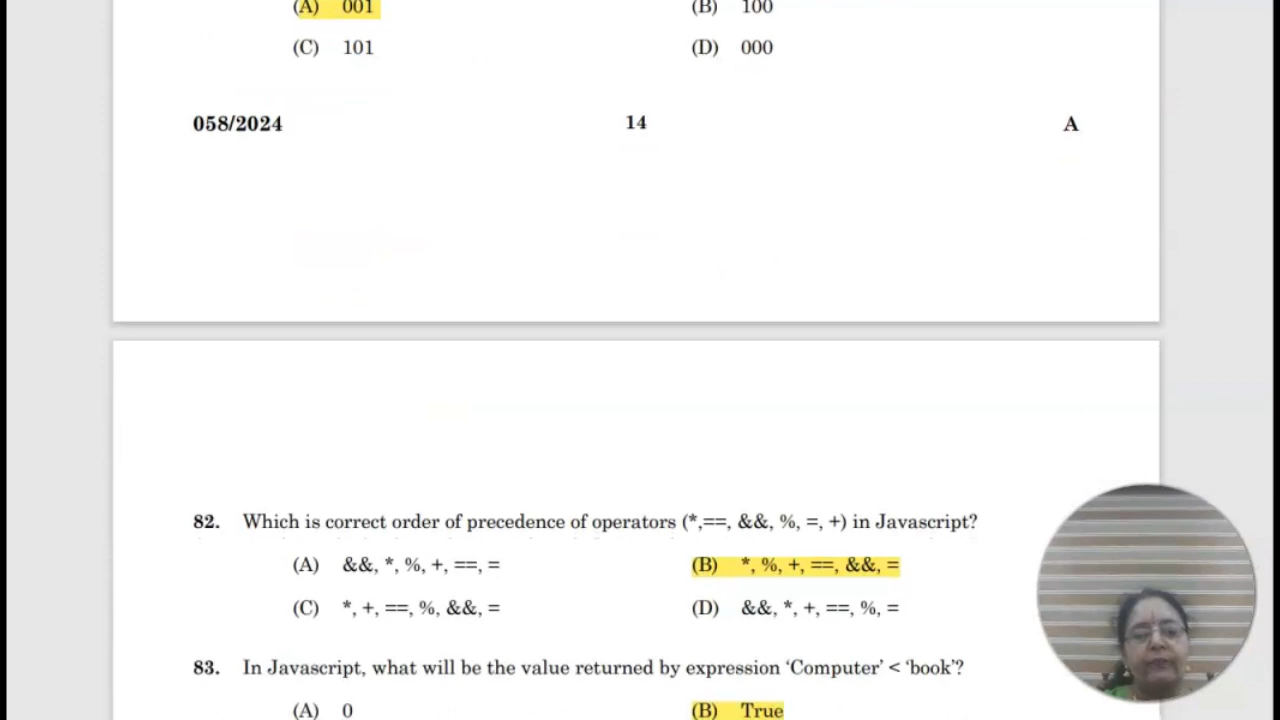 (A) 001 (B) 100
(C) 101 (D) 000
058/2024 14 A
82. Which is correct order of precedence of operators (*,==, &&, %, =, +) in Javascript?
(A) &&, *, %, +, ==, = (B) *, %, +, ==, &&, =
(C) *, +, ==, %, &&, = (D) &&, *, +, ==, %, =
83. In Javascript, what will be the value returned by expression ‘Computer’ < ‘book’?
(A) 0 (B) True